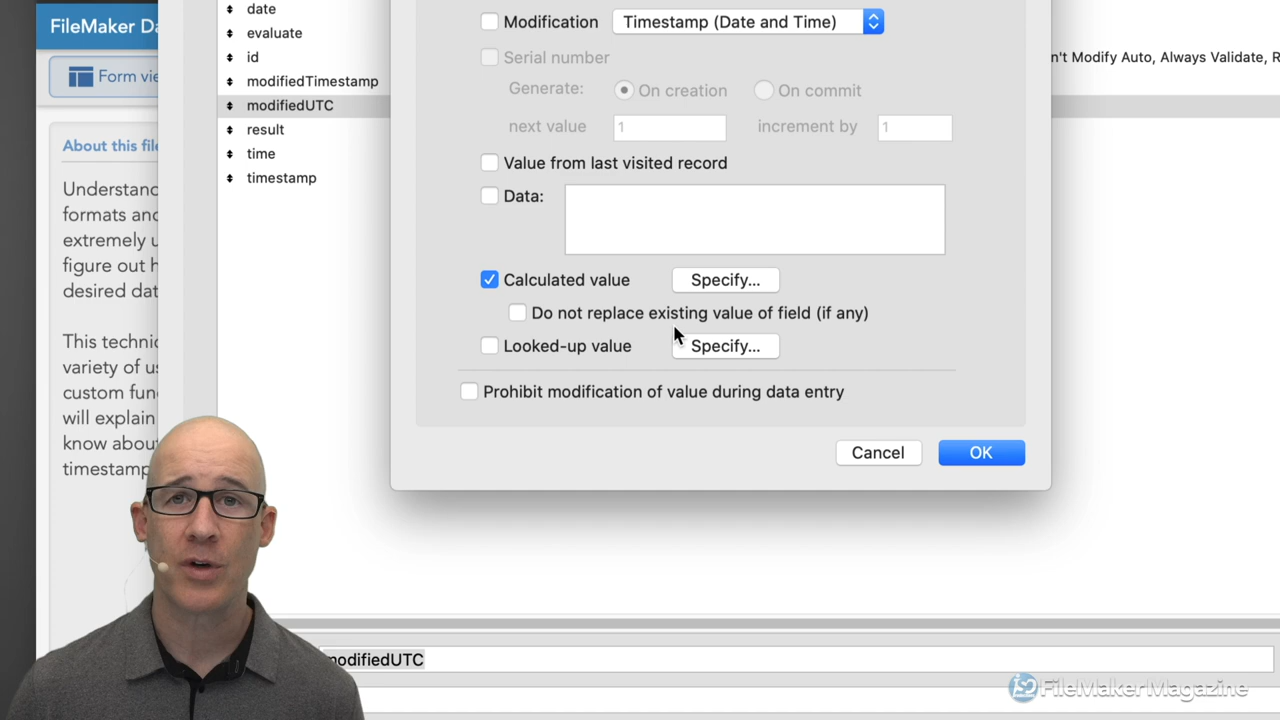 FileMaker Da
Form vie
About this file
Understand
formats and
extremely u
figure out h
desired dat
This techni
variety of us
custom fun
will explain
know about
timestamp
date
evaluate
id
modifiedTimestamp
modifiedUTC
result
time
timestamp
Modification Timestamp (Date and Time)
Serial number
Generate: On creation On commit
next value 1 increment by 1
Value from last visited record
Data:
Calculated value Specify...
Do not replace existing value of field (if any)
Looked-up value Specify...
Prohibit modification of value during data entry
Cancel OK
n't Modify Auto, Always Validate, R
modifiedUTC
FileMakerMagazine